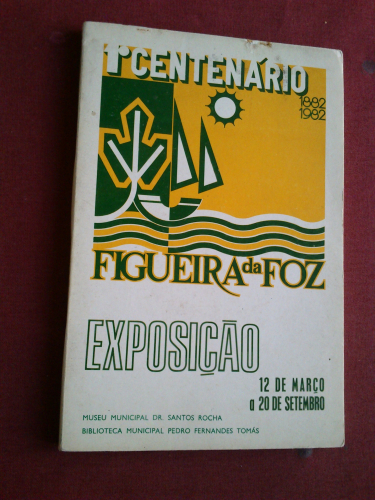 1º CENTENÁRIO
1882
1982
FIGUEIRA da FOZ
EXPOSIÇÃO
12 DE MARÇO
a 20 DE SETEMBRO
MUSEU MUNICIPAL DR. SANTOS ROCHA
BIBLIOTECA MUNICIPAL PEDRO FERNANDES TOMÁS